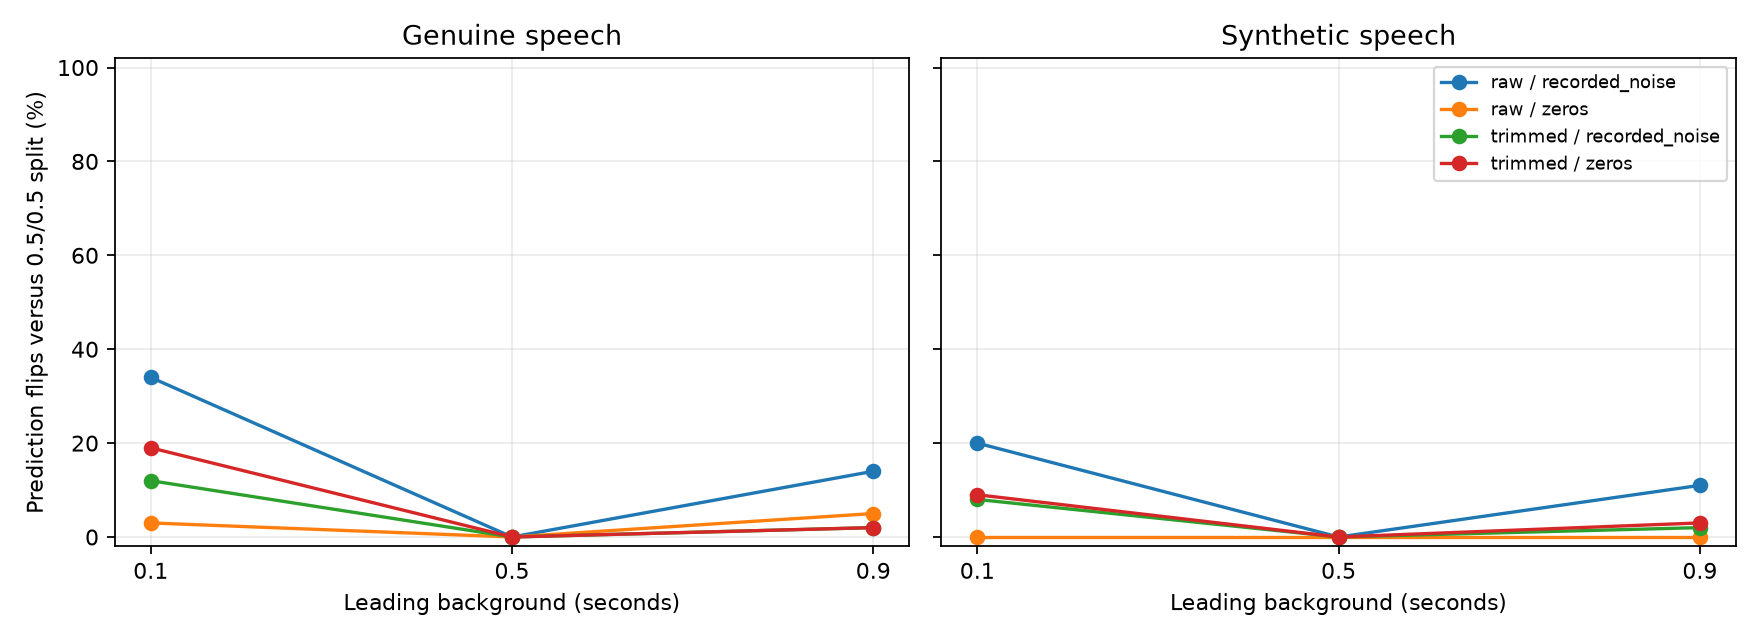 Genuine speech
Prediction flips versus 0.5/0.5 split (%)
100
80
60
40
20
0
0.1
0.5
0.9
Leading background (seconds)
Synthetic speech
raw / recorded_noise
raw / zeros
trimmed / recorded_noise
trimmed / zeros
0.1
0.5
0.9
Leading background (seconds)